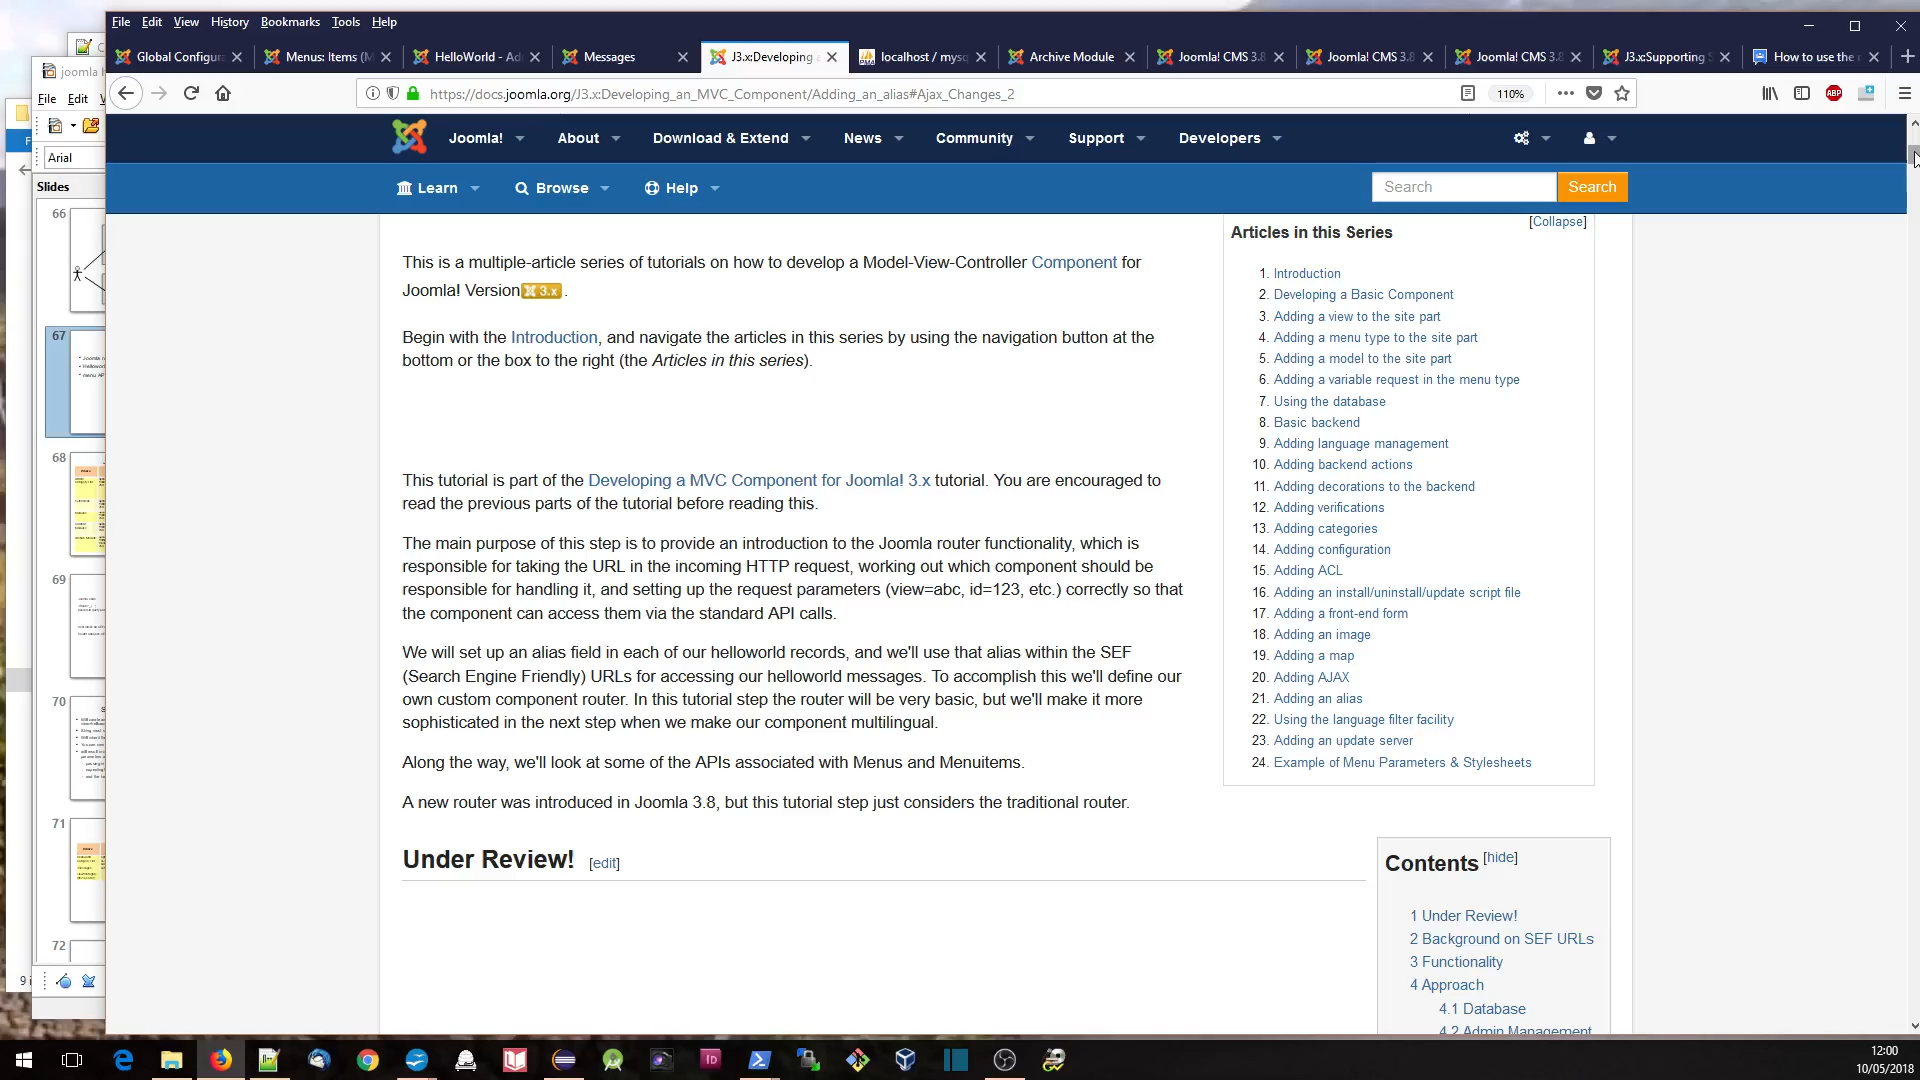 File Edit View History Bookmarks Tools Help
Global Configura
Menus: Items (M
HelloWorld - Ad
Messages
J3.x:Developing a
localhost / mysq
Archive Module
Joomla! CMS 3.8
Joomla! CMS 3.8
Joomla! CMS 3.8
J3.x:Supporting S
How to use the
https://docs.joomla.org/J3.x:Developing_an_MVC_Component/Adding_an_alias#Ajax_Changes_2
110%
ABP
joomla
File Edit
Arial
Slides
66
67
68
69
70
71
72
Joomla! About Download & Extend News Community Support Developers
Learn Browse Help
Search
Search
This is a multiple-article series of tutorials on how to develop a Model-View-Controller Component for
Joomla! Version 3.x .
Begin with the Introduction, and navigate the articles in this series by using the navigation button at the
bottom or the box to the right (the Articles in this series).
This tutorial is part of the Developing a MVC Component for Joomla! 3.x tutorial. You are encouraged to
read the previous parts of the tutorial before reading this.
The main purpose of this step is to provide an introduction to the Joomla router functionality, which is
responsible for taking the URL in the incoming HTTP request, working out which component should be
responsible for handling it, and setting up the request parameters (view=abc, id=123, etc.) correctly so that
the component can access them via the standard API calls.
We will set up an alias field in each of our helloworld records, and we'll use that alias within the SEF
(Search Engine Friendly) URLs for accessing our helloworld messages. To accomplish this we'll define our
own custom component router. In this tutorial step the router will be very basic, but we'll make it more
sophisticated in the next step when we make our component multilingual.
Along the way, we'll look at some of the APIs associated with Menus and Menuitems.
A new router was introduced in Joomla 3.8, but this tutorial step just considers the traditional router.
Under Review! [edit]
[Collapse]
Articles in this Series
1. Introduction
2. Developing a Basic Component
3. Adding a view to the site part
4. Adding a menu type to the site part
5. Adding a model to the site part
6. Adding a variable request in the menu type
7. Using the database
8. Basic backend
9. Adding language management
10. Adding backend actions
11. Adding decorations to the backend
12. Adding verifications
13. Adding categories
14. Adding configuration
15. Adding ACL
16. Adding an install/uninstall/update script file
17. Adding a front-end form
18. Adding an image
19. Adding a map
20. Adding AJAX
21. Adding an alias
22. Using the language filter facility
23. Adding an update server
24. Example of Menu Parameters & Stylesheets
Contents [hide]
1 Under Review!
2 Background on SEF URLs
3 Functionality
4 Approach
4.1 Database
4.2 Admin Management
12:00
10/05/2018